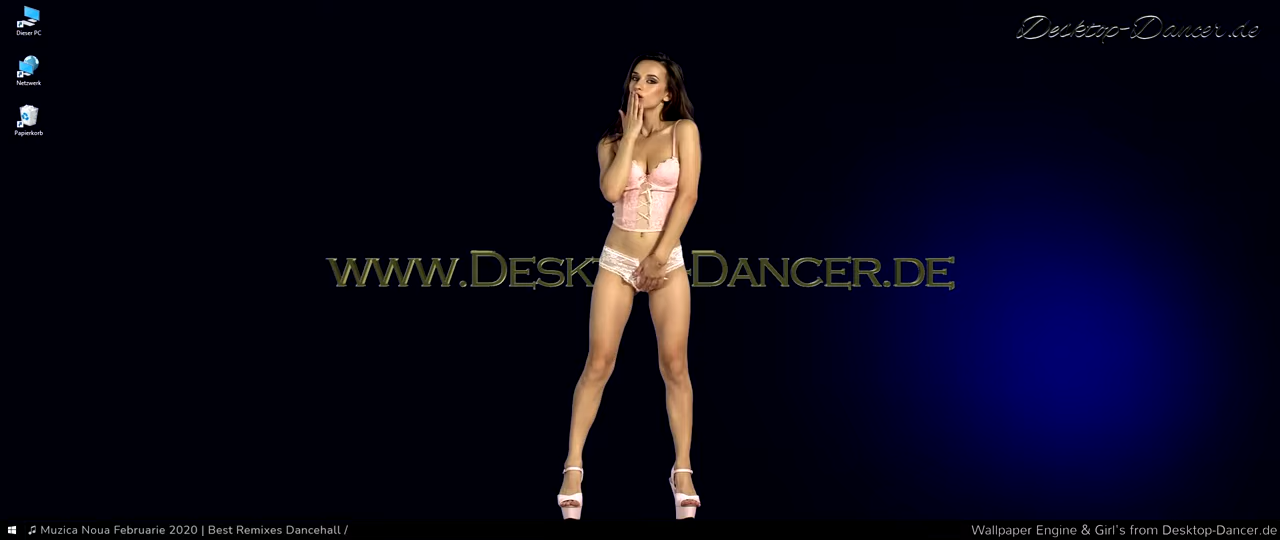 Dieser PC
Desktop-Dancer.de
Netzwerk
Papierkorb
www.Desk -Dancer.de
♫ Muzica Noua Februarie 2020 | Best Remixes Dancehall /
Wallpaper Engine & Girl's from Desktop-Dancer.de